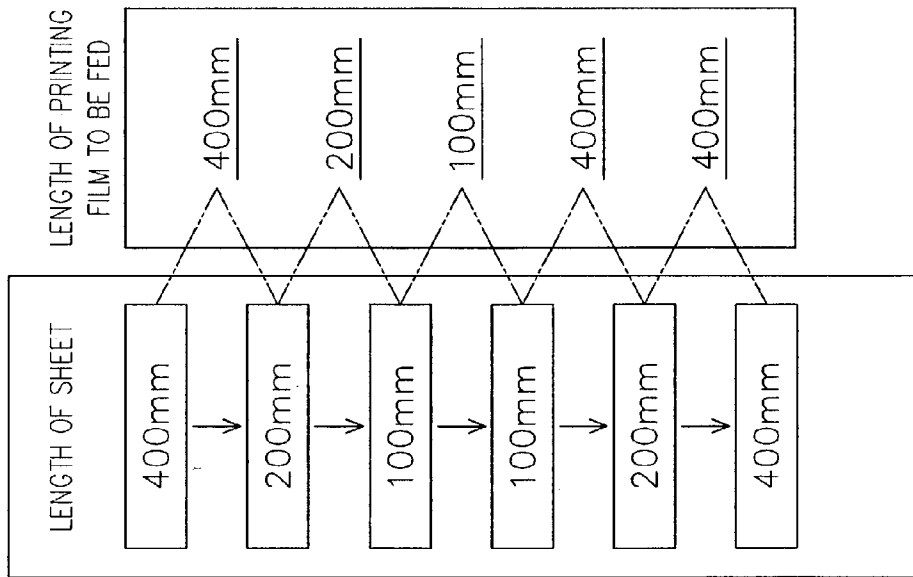 LENGTH OF PRINTING
FILM TO BE FED
400mm
200mm
100mm
400mm
400mm
LENGTH OF SHEET
400mm
200mm
100mm
100mm
200mm
400mm